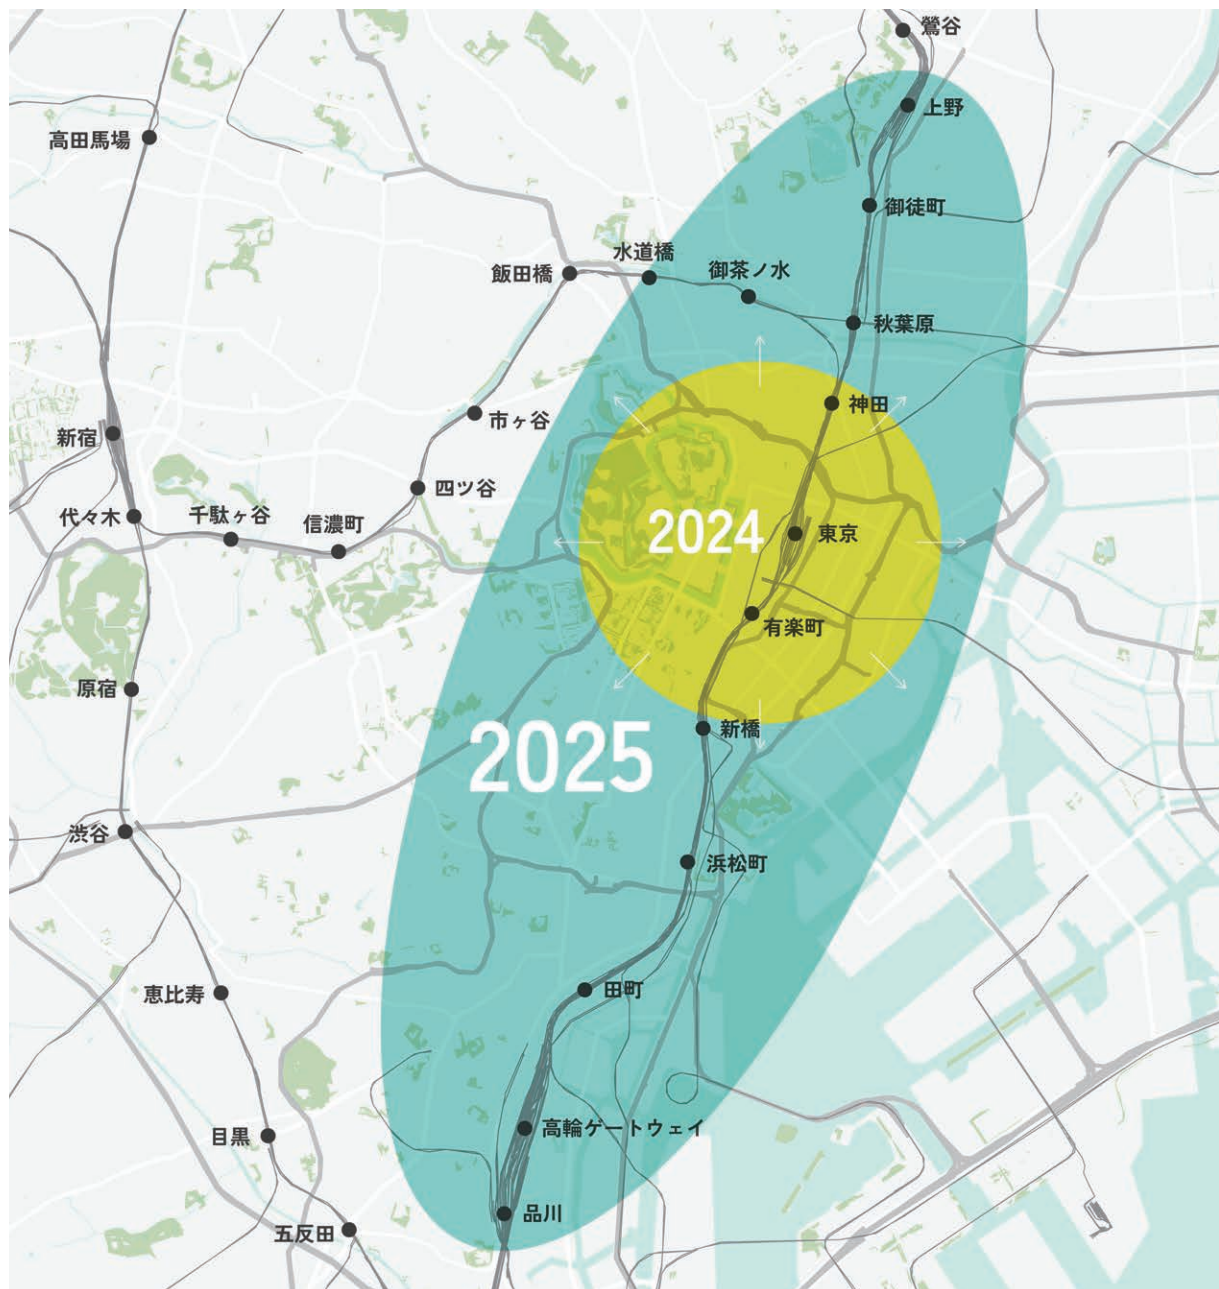 鶯谷
上野
高田馬場
御徒町
水道橋
御茶ノ水
飯田橋
秋葉原
神田
市ヶ谷
新宿
四ツ谷
代々木
千駄ヶ谷
信濃町
2024
東京
有楽町
原宿
新橋
2025
渋谷
浜松町
田町
恵比寿
高輪ゲートウェイ
目黒
品川
五反田